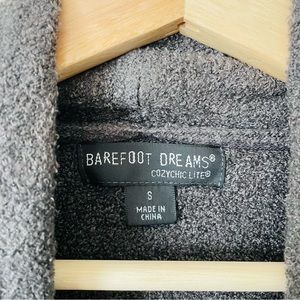 BAREFOOT DREAMS®
COZYCHIC LITE®
S
MADE IN
CHINA